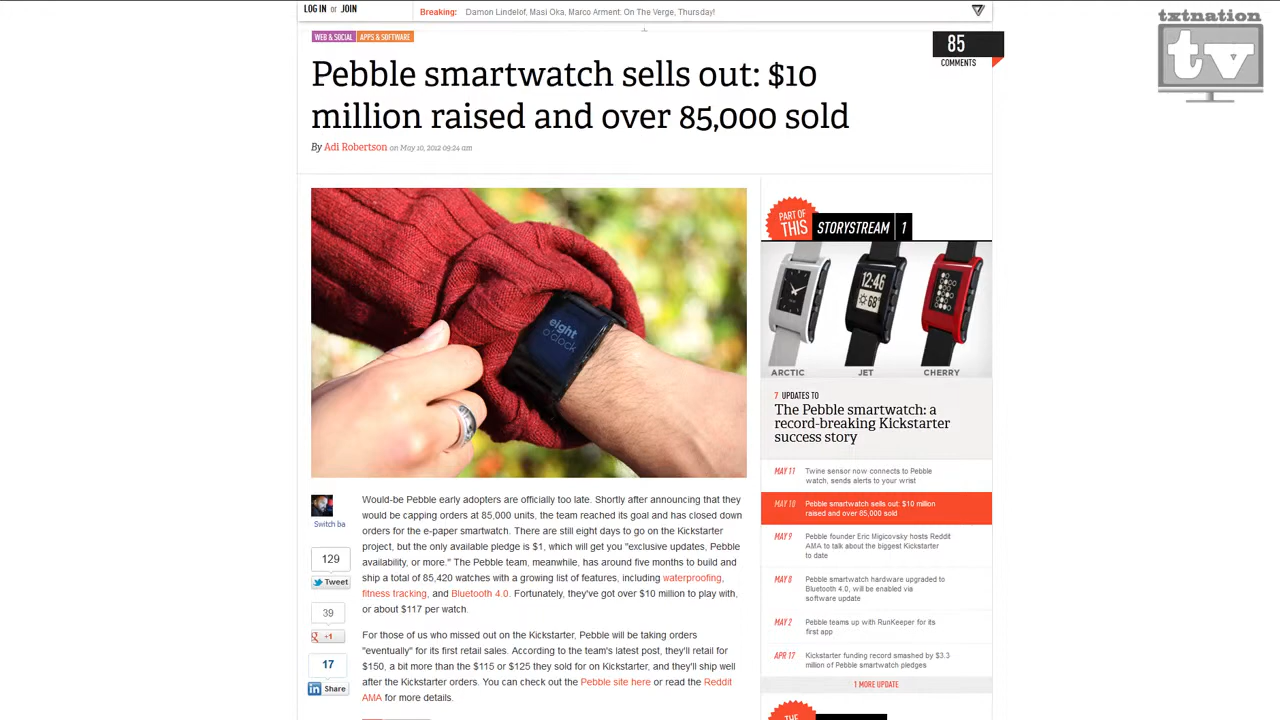 LOG IN or JOIN
Breaking: Damon Lindelof, Masi Oka, Marco Arment: On The Verge, Thursday!
txtnation
tv
WEB & SOCIAL APPS & SOFTWARE
85
COMMENTS
Pebble smartwatch sells out: $10
million raised and over 85,000 sold
By Adi Robertson on May 10, 2012 09:24 am
eight
o'clock
PART OF
THIS
STORYSTREAM 1
12:46
68°
ARCTIC JET CHERRY
7 UPDATES TO
The Pebble smartwatch: a
record-breaking Kickstarter
success story
MAY 11 Twine sensor now connects to Pebble
watch, sends alerts to your wrist
MAY 10 Pebble smartwatch sells out: $10 million
raised and over 85,000 sold
MAY 9 Pebble founder Eric Migicovsky hosts Reddit
AMA to talk about the biggest Kickstarter
to date
MAY 8 Pebble smartwatch hardware upgraded to
Bluetooth 4.0, will be enabled via
software update
MAY 2 Pebble teams up with RunKeeper for its
first app
APR 17 Kickstarter funding record smashed by $3.3
million of Pebble smartwatch pledges
1 MORE UPDATE
THE
Switch ba
129
Tweet
39
+1
17
in Share
Would-be Pebble early adopters are officially too late. Shortly after announcing that they
would be capping orders at 85,000 units, the team reached its goal and has closed down
orders for the e-paper smartwatch. There are still eight days to go on the Kickstarter
project, but the only available pledge is $1, which will get you "exclusive updates, Pebble
availability, or more." The Pebble team, meanwhile, has around five months to build and
ship a total of 85,420 watches with a growing list of features, including waterproofing,
fitness tracking, and Bluetooth 4.0. Fortunately, they've got over $10 million to play with,
or about $117 per watch.
For those of us who missed out on the Kickstarter, Pebble will be taking orders
"eventually" for its first retail sales. According to the team's latest post, they'll retail for
$150, a bit more than the $115 or $125 they sold for on Kickstarter, and they'll ship well
after the Kickstarter orders. You can check out the Pebble site here or read the Reddit
AMA for more details.